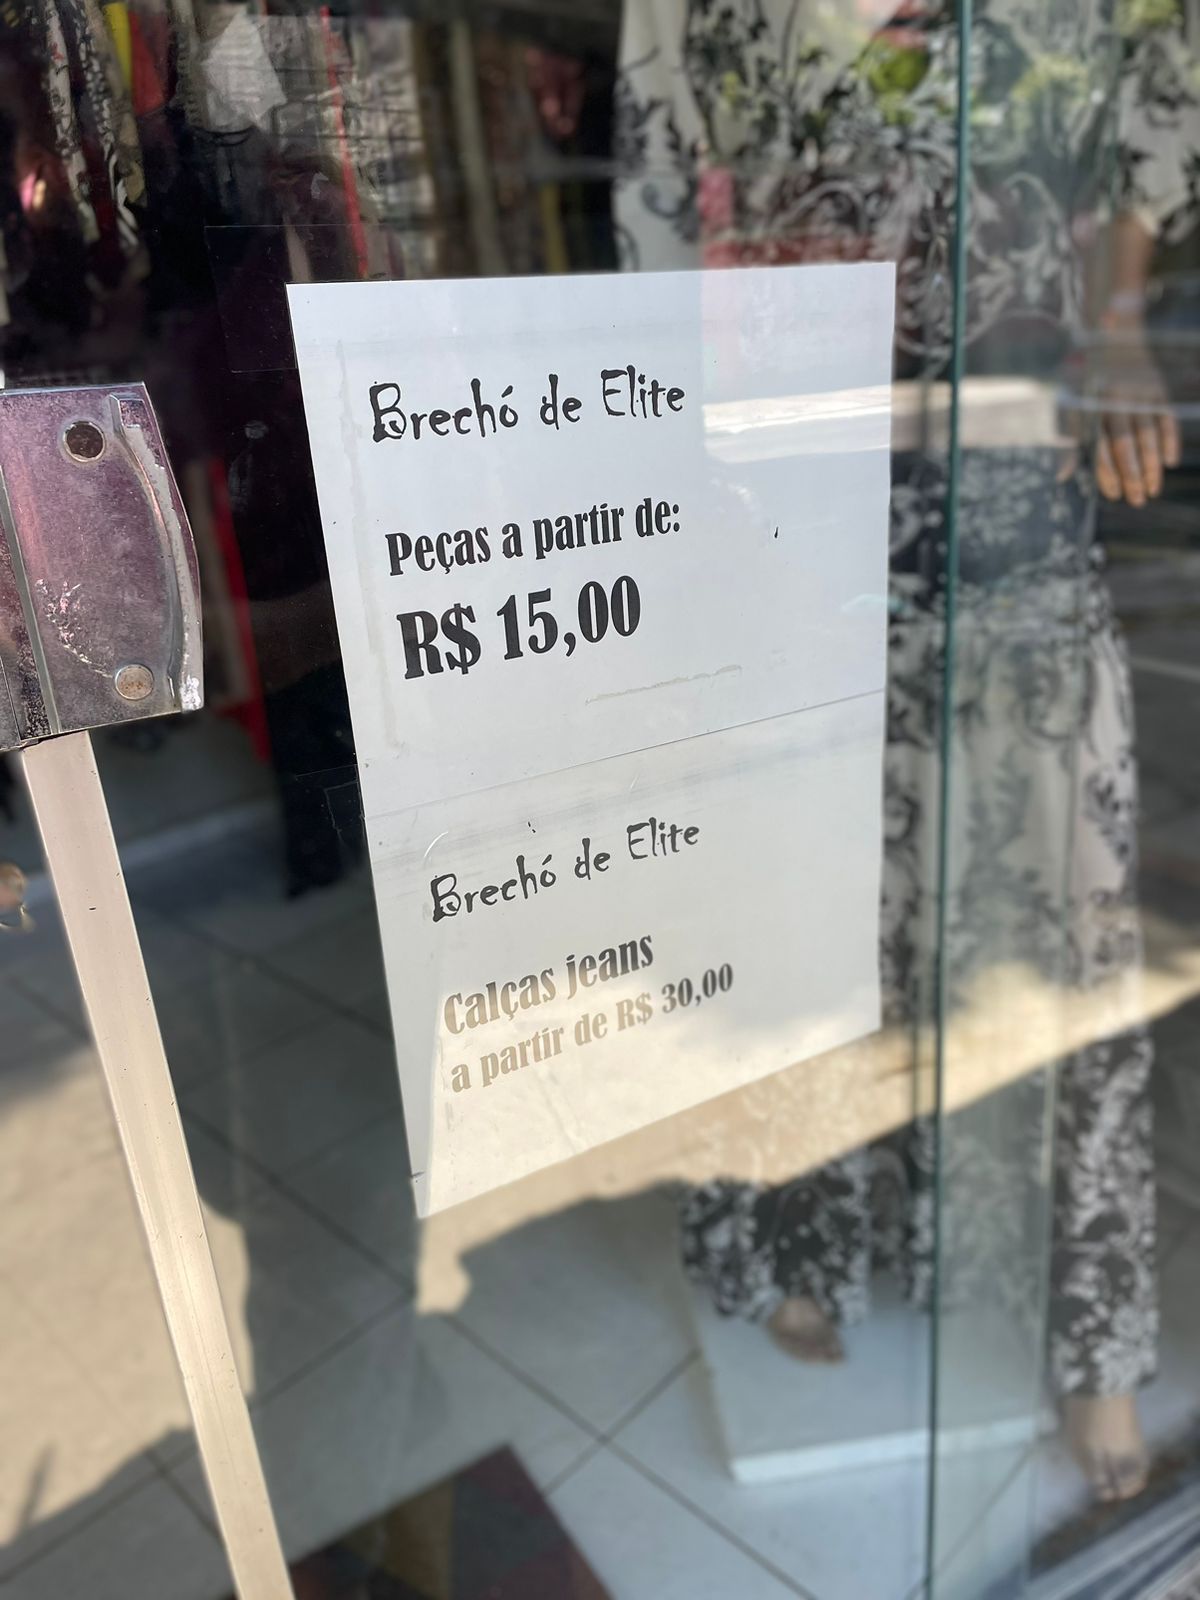 Brechó de Elite
Peças a partir de:
R$ 15,00
Brechó de Elite
Calças jeans
a partir de R$ 30,00